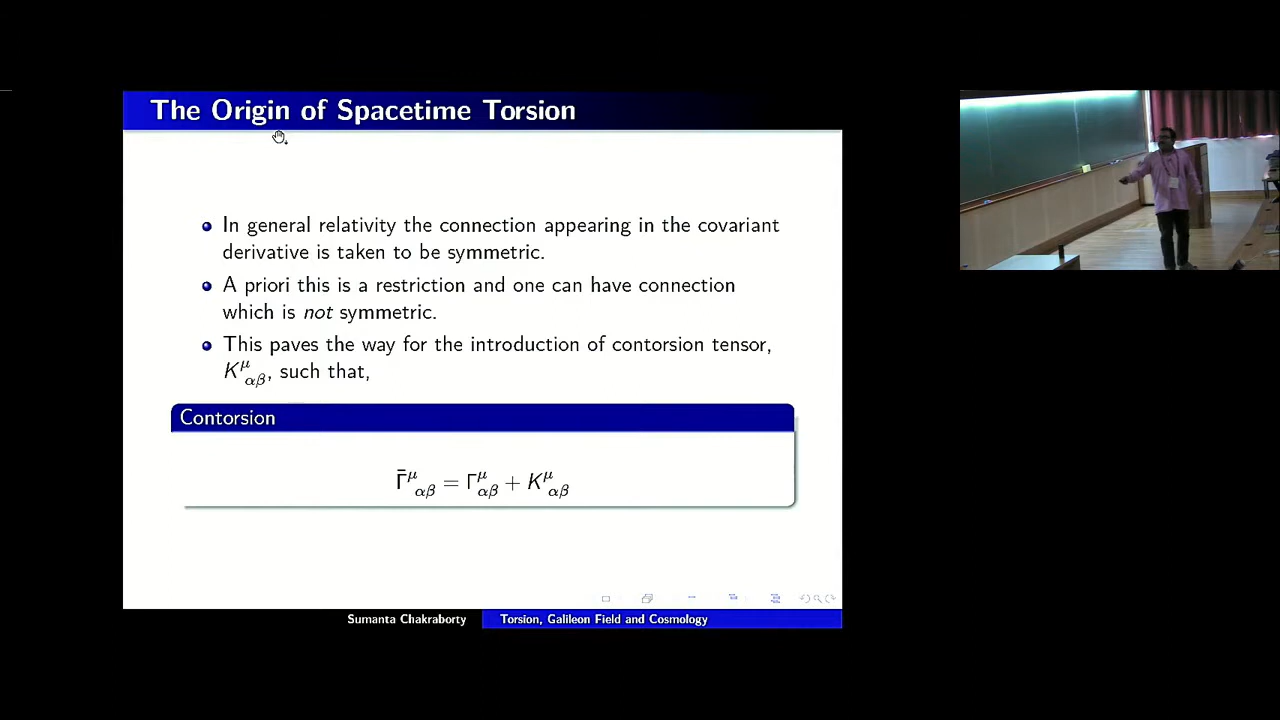 The Origin of Spacetime Torsion
In general relativity the connection appearing in the covariant
derivative is taken to be symmetric.
A priori this is a restriction and one can have connection
which is not symmetric.
This paves the way for the introduction of contorsion tensor,
K^μ_αβ, such that,
Contorsion
Γ̄^μ_αβ = Γ^μ_αβ + K^μ_αβ
Sumanta Chakraborty
Torsion, Galileon Field and Cosmology